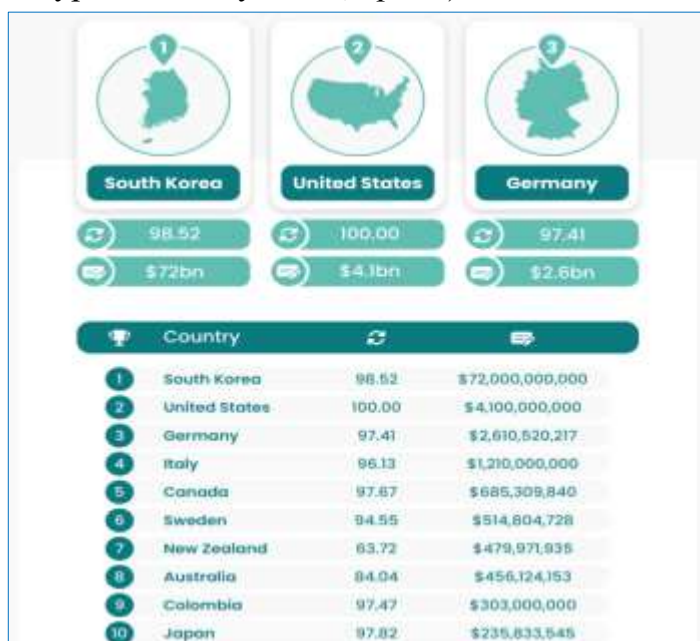 1 2 3
South Korea United States Germany
98.52 100.00 97.41
$72bn $4.1bn $2.6bn
Country
1 South Korea 98.52 $72,000,000,000
2 United States 100.00 $4,100,000,000
3 Germany 97.41 $2,610,520,217
4 Italy 96.13 $1,210,000,000
5 Canada 97.67 $685,309,840
6 Sweden 94.55 $514,804,728
7 New Zealand 63.72 $479,971,935
8 Australia 84.04 $456,124,153
9 Colombia 97.47 $303,000,000
10 Japan 97.82 $235,833,545